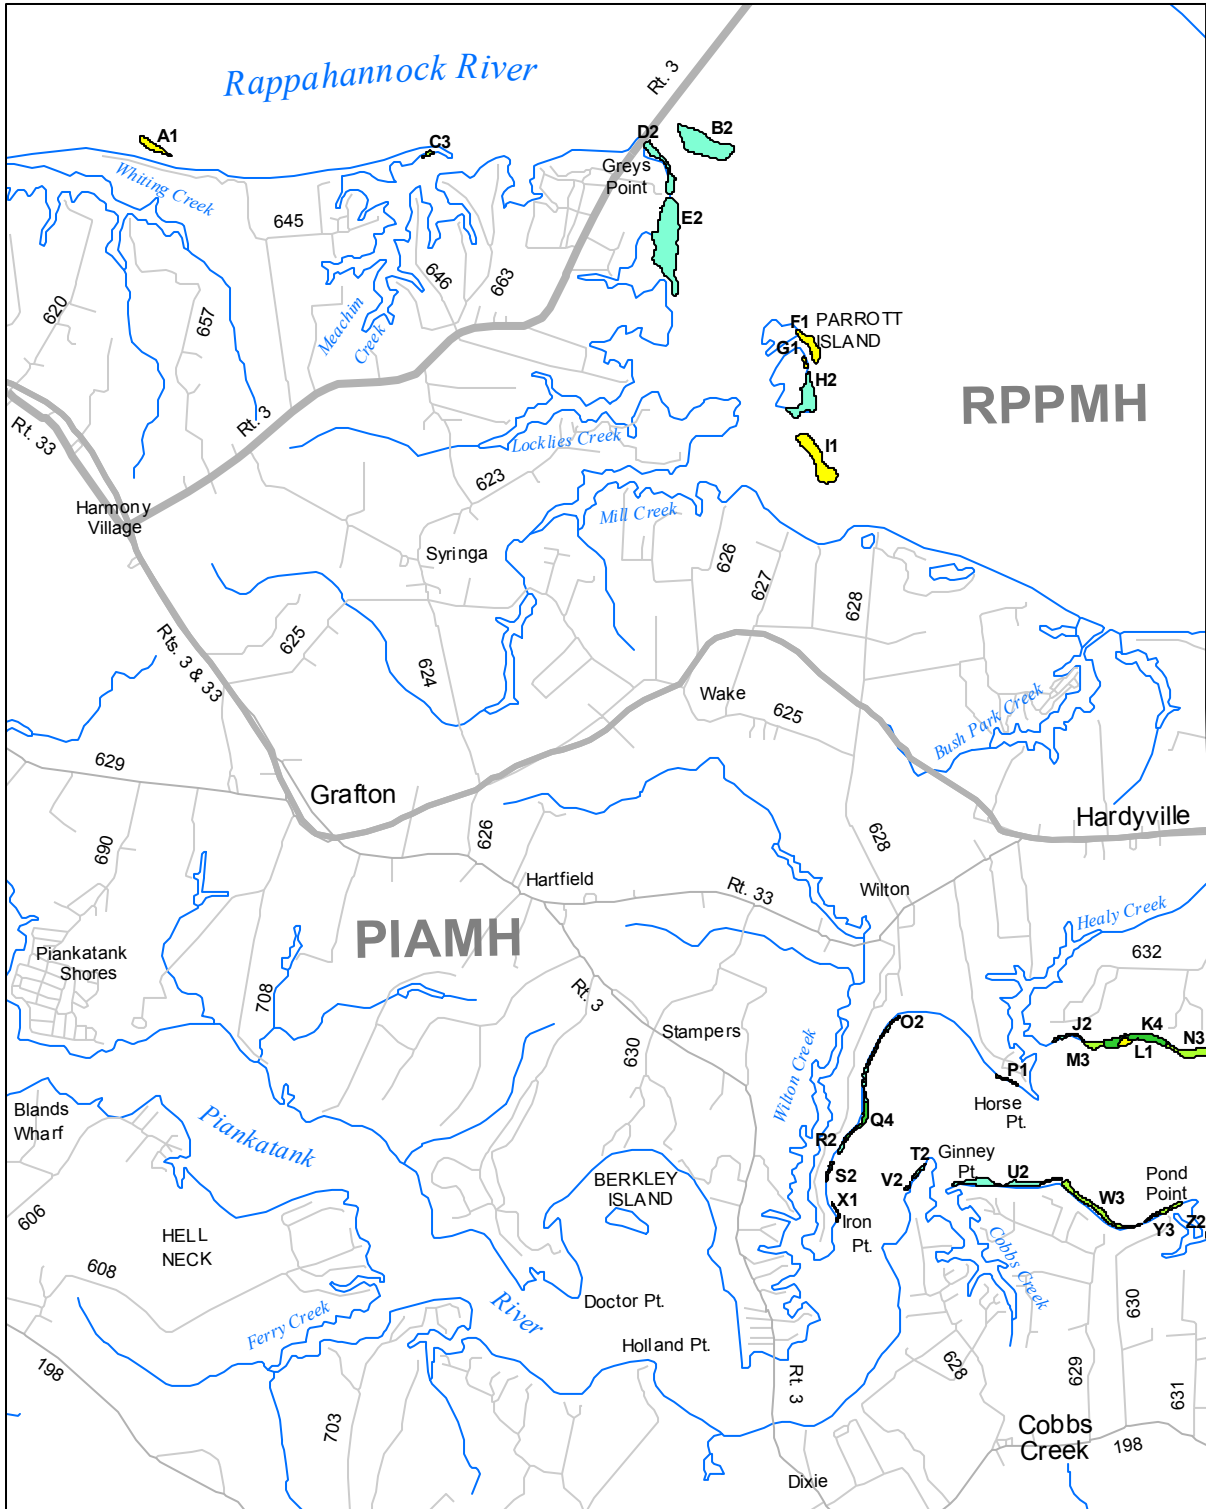 Rappahannock River
Rt. 3
A1
C3
D2
B2
Whiting Creek
Greys
Point
645
E2
646
663
620
657
Meachim
Creek
F1
PARROTT
ISLAND
G1
H2
RPPMH
Rt. 33
Rt. 3
Locklies Creek
I1
623
Harmony
Village
Mill Creek
Syringa
626
627
628
625
Rts. 3 & 33
624
Wake
625
Bush Park Creek
629
Grafton
Hardyville
690
626
628
Hartfield
Rt. 33
Wilton
Healy Creek
PIAMH
Piankatank
Shores
632
708
Rt. 3
Stampers
630
O2
J2
K4
N3
M3
L1
P1
Wilton Creek
Horse
Pt.
Blands
Wharf
Piankatank
Q4
R2
T2
Ginney
Pt.
S2
V2
U2
Pond
Point
BERKLEY
ISLAND
X1
W3
Iron
Pt.
Y3
Z2
606
HELL
NECK
Cobbs Creek
608
Doctor Pt.
River
630
Ferry Creek
Holland Pt.
198
Rt. 3
628
629
631
703
Cobbs
Creek
198
Dixie